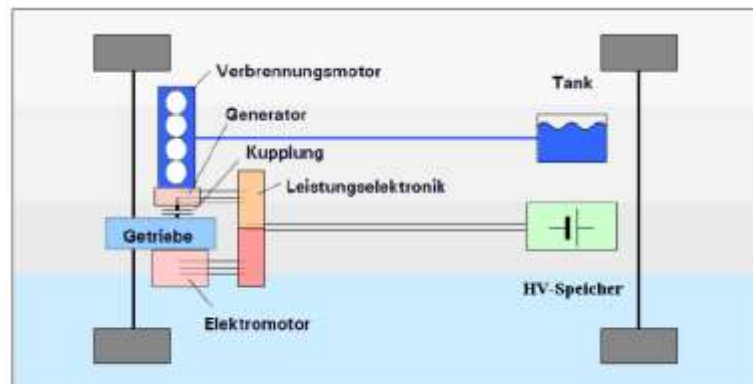 Verbrennungsmotor
Tank
Generator
Kupplung
Leistungselektronik
Getriebe
HV-Speicher
Elektromotor